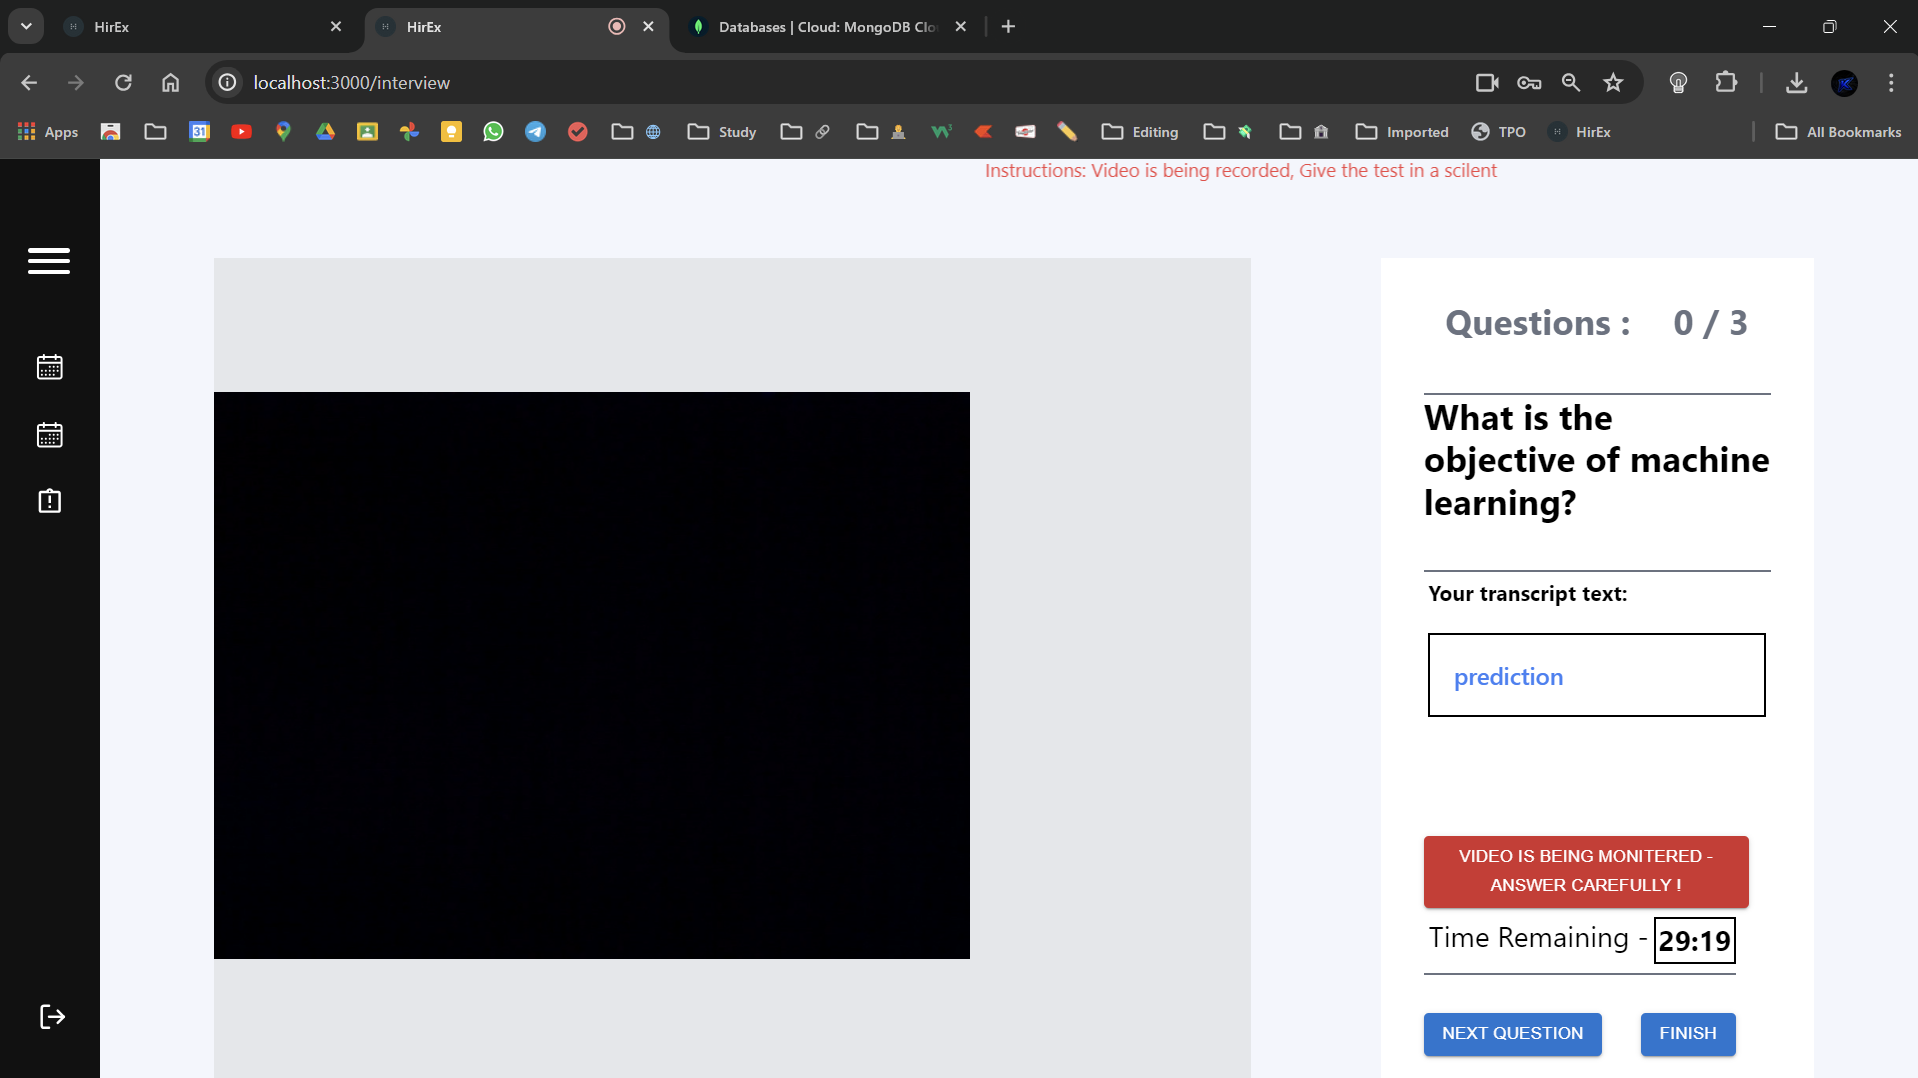 HirEx
HirEx
Databases | Cloud: MongoDB Clo
localhost:3000/interview
Apps
31
Study
Editing
Imported
TPO
HirEx
All Bookmarks
Instructions: Video is being recorded, Give the test in a scilent
Questions : 0 / 3
What is the
objective of machine
learning?
Your transcript text:
prediction
VIDEO IS BEING MONITERED -
ANSWER CAREFULLY !
Time Remaining - 29:19
NEXT QUESTION
FINISH